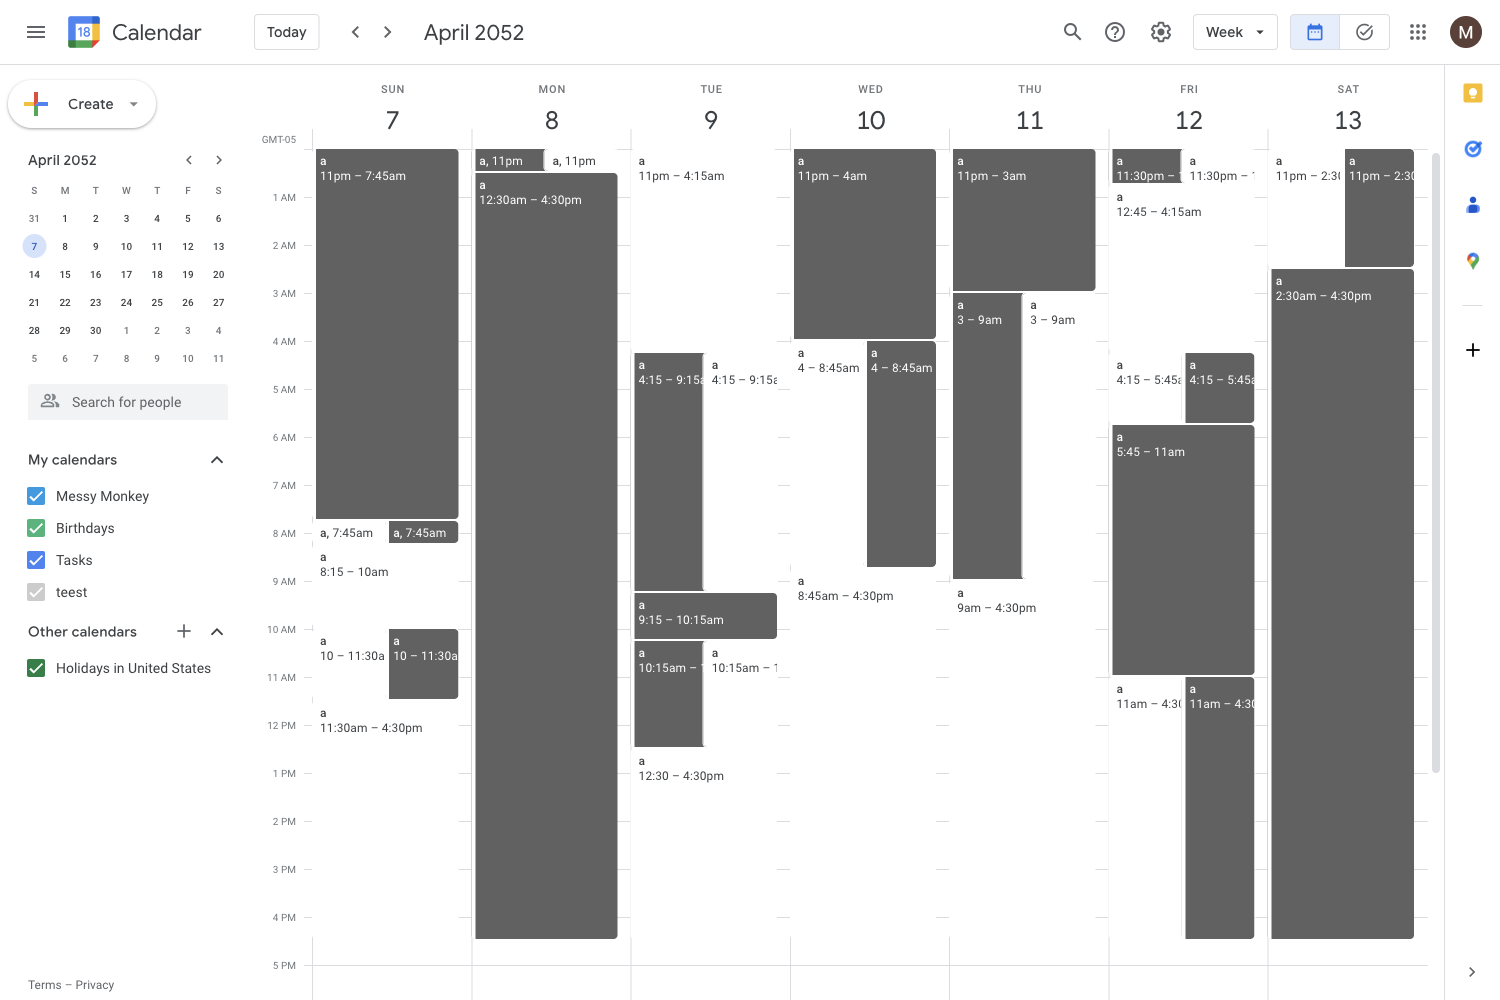 18 Calendar Today April 2052 Week M
Create
SUN MON TUE WED THU FRI SAT
7 8 9 10 11 12 13
GMT-05
April 2052
S M T W T F S
31 1 2 3 4 5 6
7 8 9 10 11 12 13
14 15 16 17 18 19 20
21 22 23 24 25 26 27
28 29 30 1 2 3 4
5 6 7 8 9 10 11
Search for people
My calendars
Messy Monkey
Birthdays
Tasks
teest
Other calendars
Holidays in United States
Terms – Privacy
1 AM
2 AM
3 AM
4 AM
5 AM
6 AM
7 AM
8 AM
9 AM
10 AM
11 AM
12 PM
1 PM
2 PM
3 PM
4 PM
5 PM
a
11pm – 7:45am
a, 7:45am
a, 7:45am
a
8:15 – 10am
a
10 – 11:30a
a
10 – 11:30a
a
11:30am – 4:30pm
a, 11pm
a, 11pm
a
12:30am – 4:30pm
a
11pm – 4:15am
a
4:15 – 9:15a
a
4:15 – 9:15a
a
9:15 – 10:15am
a
10:15am – 1
a
10:15am – 1
a
12:30 – 4:30pm
a
11pm – 4am
a
4 – 8:45am
a
4 – 8:45am
a
8:45am – 4:30pm
a
11pm – 3am
a
3 – 9am
a
3 – 9am
a
9am – 4:30pm
a
11:30pm – 1
a
11:30pm – 1
a
12:45 – 4:15am
a
4:15 – 5:45a
a
4:15 – 5:45a
a
5:45 – 11am
a
11am – 4:30
a
11am – 4:30
a
11pm – 2:30
a
11pm – 2:30
a
2:30am – 4:30pm